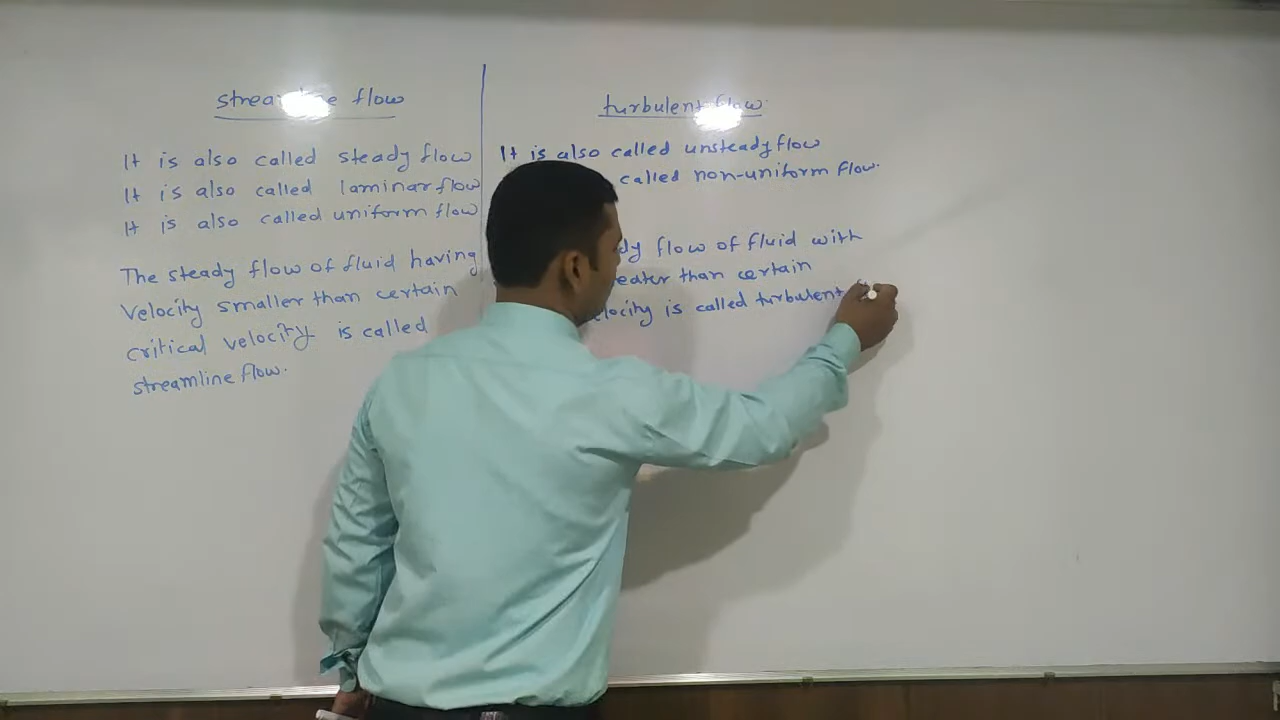 streamline flow
It is also called steady flow
It is also called laminar flow
It is also called uniform flow
The steady flow of fluid having
velocity smaller than certain
critical velocity is called
streamline flow.
turbulent flow
It is also called unsteady flow
called non-uniform flow.
flow of fluid with
than certain
is called turbulent